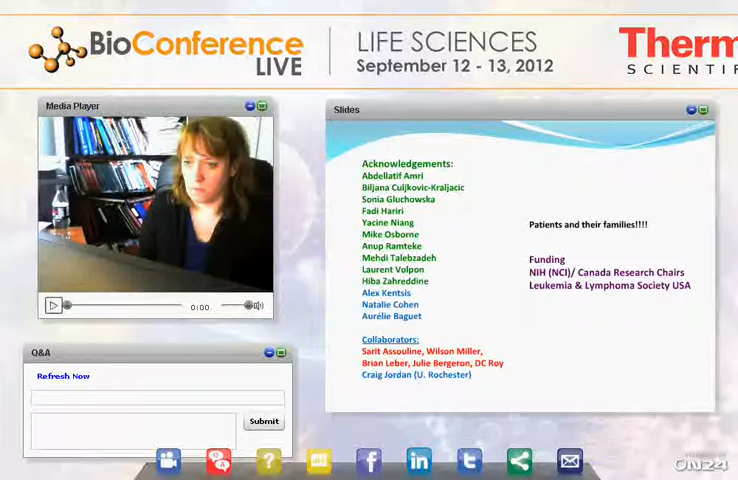 BioConference
LIVE
LIFE SCIENCES
September 12 - 13, 2012
Therm
SCIENTIFI
Media Player
0:00
Slides
Acknowledgements:
Abdellatif Amri
Biljana Culjkovic-Kraljacic
Sonia Gluchowska
Fadi Hariri
Yacine Niang
Mike Osborne
Anup Ramteke
Mehdi Talebzadeh
Laurent Volpon
Hiba Zahreddine
Alex Kentsis
Natalie Cohen
Aurélie Baguet
Collaborators:
Sarit Assouline, Wilson Miller,
Brian Leber, Julie Bergeron, DC Roy
Craig Jordan (U. Rochester)
Patients and their families!!!!
Funding
NIH (NCI)/ Canada Research Chairs
Leukemia & Lymphoma Society USA
Q&A
Refresh Now
Submit
ON24